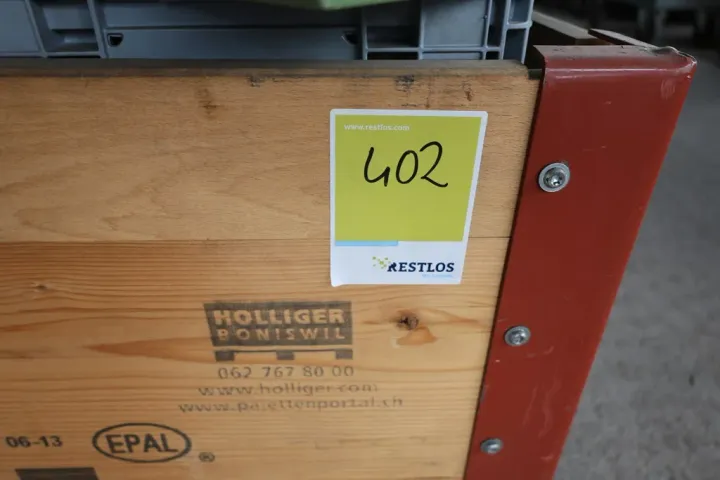 www.restlos.com
402
RESTLOS
HOLLIGER
BONISWIL
062 767 80 00
www.holliger.com
www.palettenportal.ch
06-13
EPAL
®